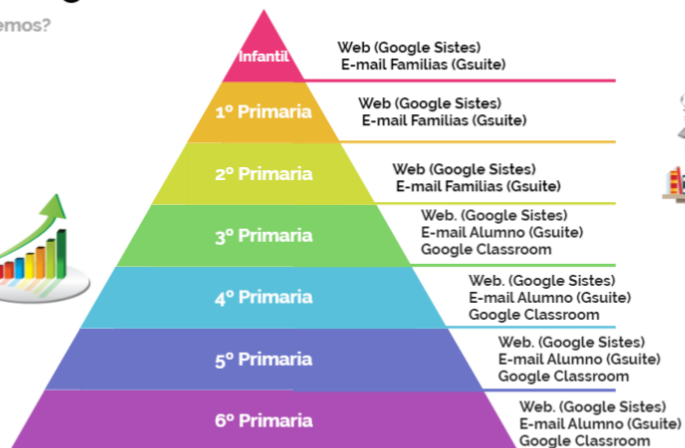 emos?
Infantil
Web (Google Sistes)
E-mail Familias (Gsuite)
1º Primaria
Web (Google Sistes)
E-mail Familias (Gsuite)
2º Primaria
Web (Google Sistes)
E-mail Familias (Gsuite)
3º Primaria
Web. (Google Sistes)
E-mail Alumno (Gsuite)
Google Classroom
4º Primaria
Web. (Google Sistes)
E-mail Alumno (Gsuite)
Google Classroom
5º Primaria
Web. (Google Sistes)
E-mail Alumno (Gsuite)
Google Classroom
6º Primaria
Web. (Google Sistes)
E-mail Alumno (Gsuite)
Google Classroom